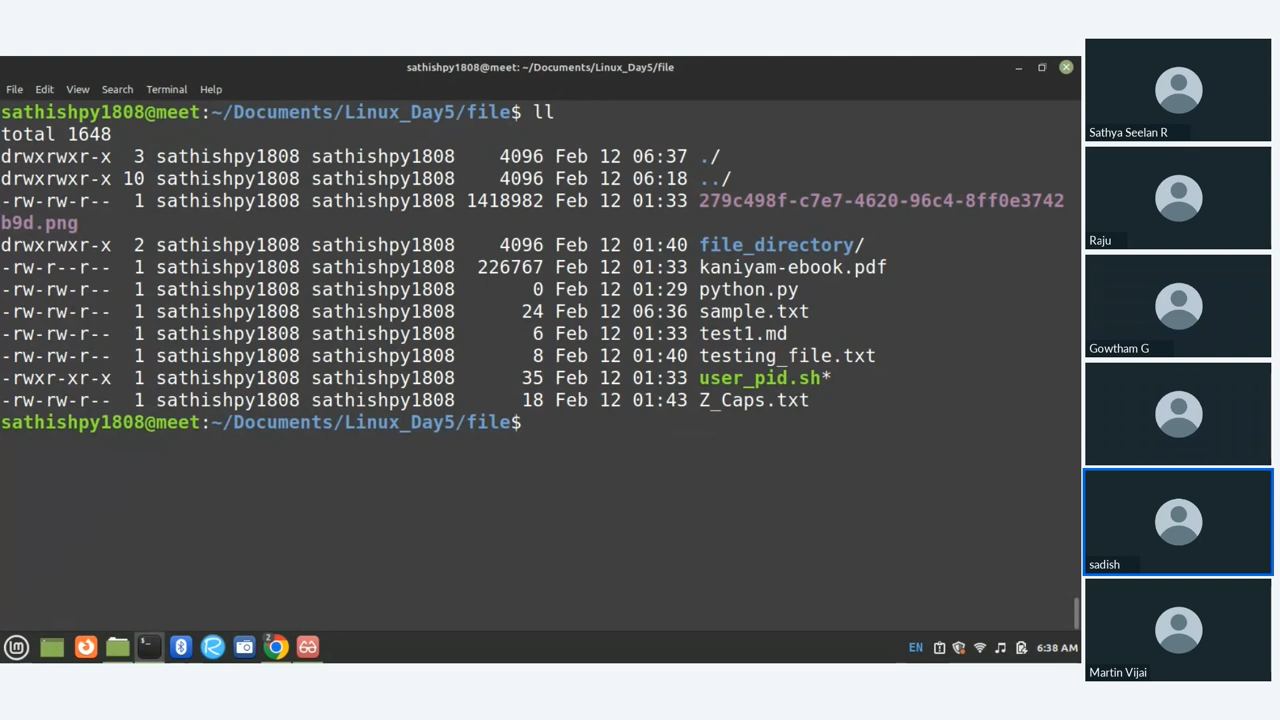 sathishpy1808@meet: ~/Documents/Linux_Day5/file
File Edit View Search Terminal Help
sathishpy1808@meet:~/Documents/Linux_Day5/file$ ll
total 1648
drwxrwxr-x 3 sathishpy1808 sathishpy1808 4096 Feb 12 06:37 ./
drwxrwxr-x 10 sathishpy1808 sathishpy1808 4096 Feb 12 06:18 ../
-rw-rw-r-- 1 sathishpy1808 sathishpy1808 1418982 Feb 12 01:33 279c498f-c7e7-4620-96c4-8ff0e3742
b9d.png
drwxrwxr-x 2 sathishpy1808 sathishpy1808 4096 Feb 12 01:40 file_directory/
-rw-r--r-- 1 sathishpy1808 sathishpy1808 226767 Feb 12 01:33 kaniyam-ebook.pdf
-rw-rw-r-- 1 sathishpy1808 sathishpy1808 0 Feb 12 01:29 python.py
-rw-rw-r-- 1 sathishpy1808 sathishpy1808 24 Feb 12 06:36 sample.txt
-rw-rw-r-- 1 sathishpy1808 sathishpy1808 6 Feb 12 01:33 test1.md
-rw-rw-r-- 1 sathishpy1808 sathishpy1808 8 Feb 12 01:40 testing_file.txt
-rwxr-xr-x 1 sathishpy1808 sathishpy1808 35 Feb 12 01:33 user_pid.sh*
-rw-rw-r-- 1 sathishpy1808 sathishpy1808 18 Feb 12 01:43 Z_Caps.txt
sathishpy1808@meet:~/Documents/Linux_Day5/file$
2
EN 6:38 AM
Sathya Seelan R
Raju
Gowtham G
sadish
Martin Vijai